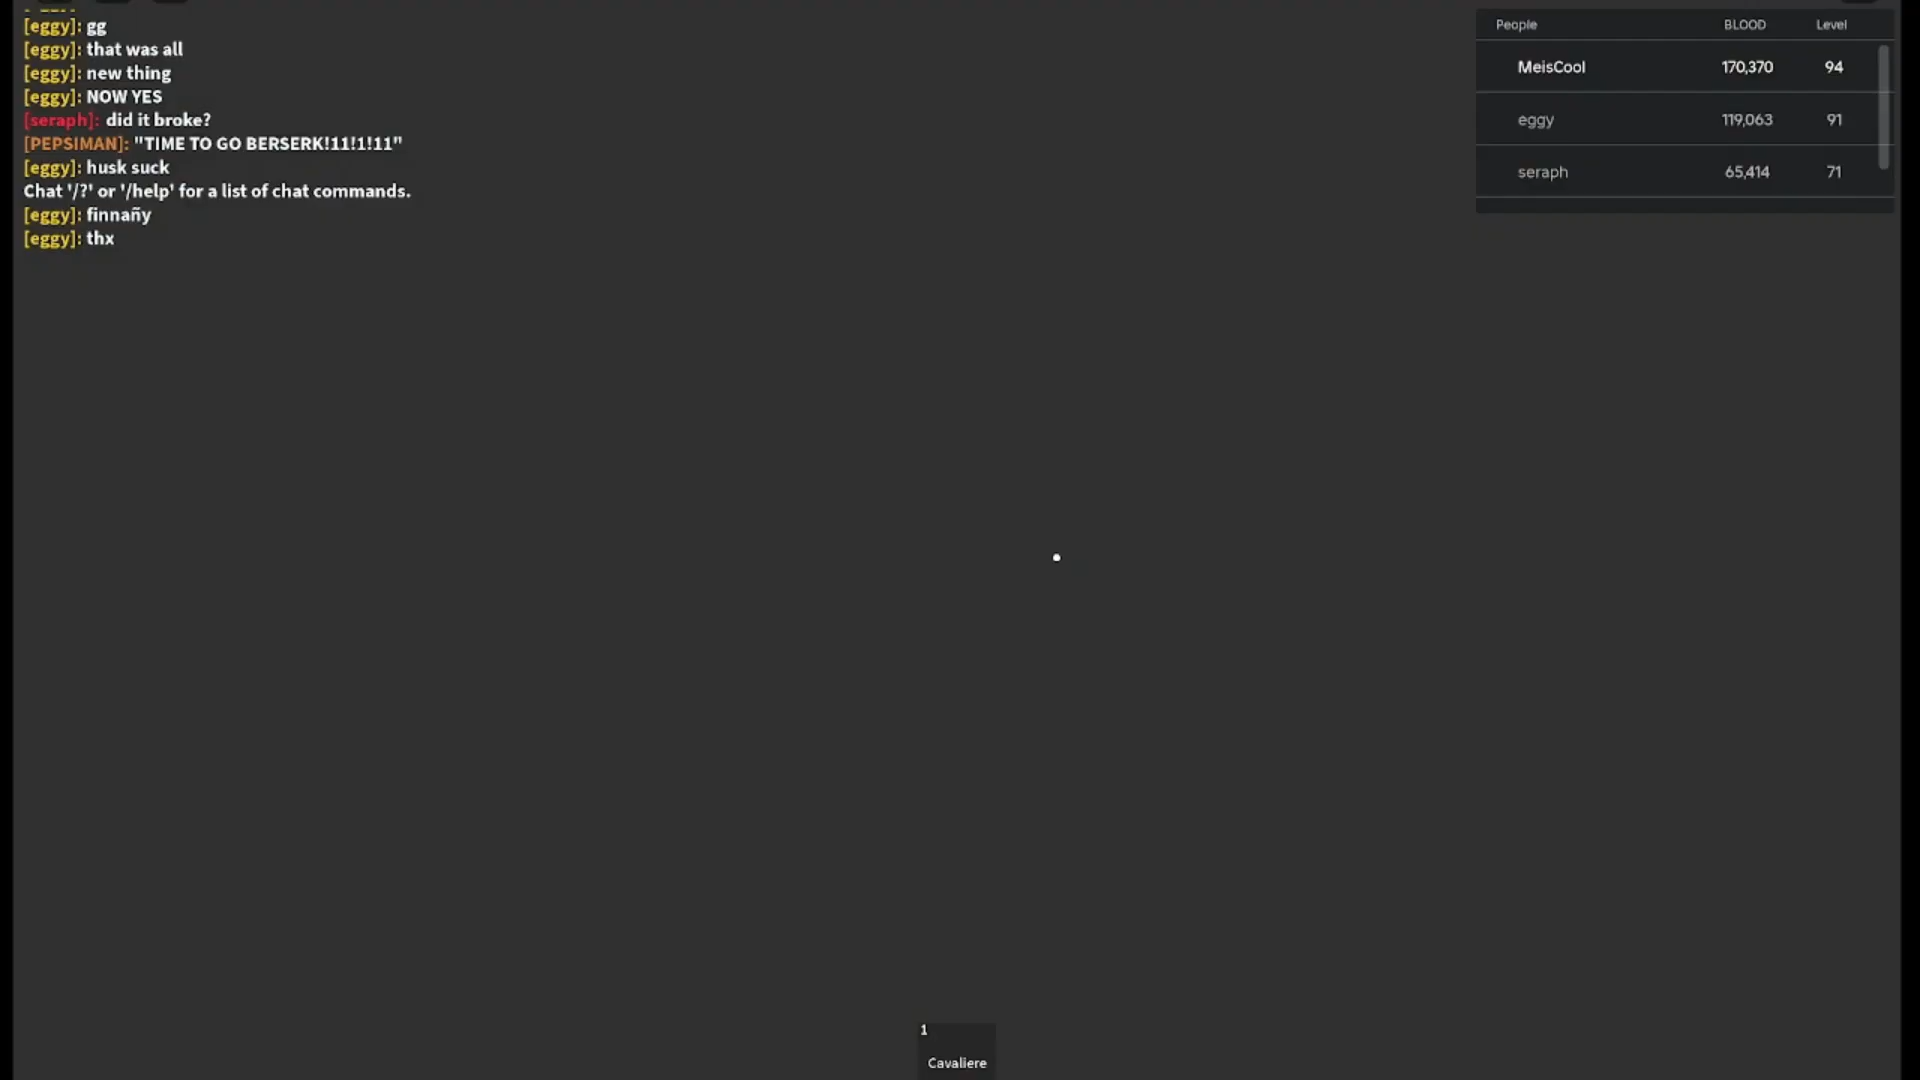 [eggy]: gg
[eggy]: that was all
[eggy]: new thing
[eggy]: NOW YES
[seraph]: did it broke?
[PEPSIMAN]: "TIME TO GO BERSERK!11!1!11"
[eggy]: husk suck
Chat '/?' or '/help' for a list of chat commands.
[eggy]: finnañy
[eggy]: thx
People BLOOD Level
MeisCool 170,370 94
eggy 119,063 91
seraph 65,414 71
1
Cavaliere